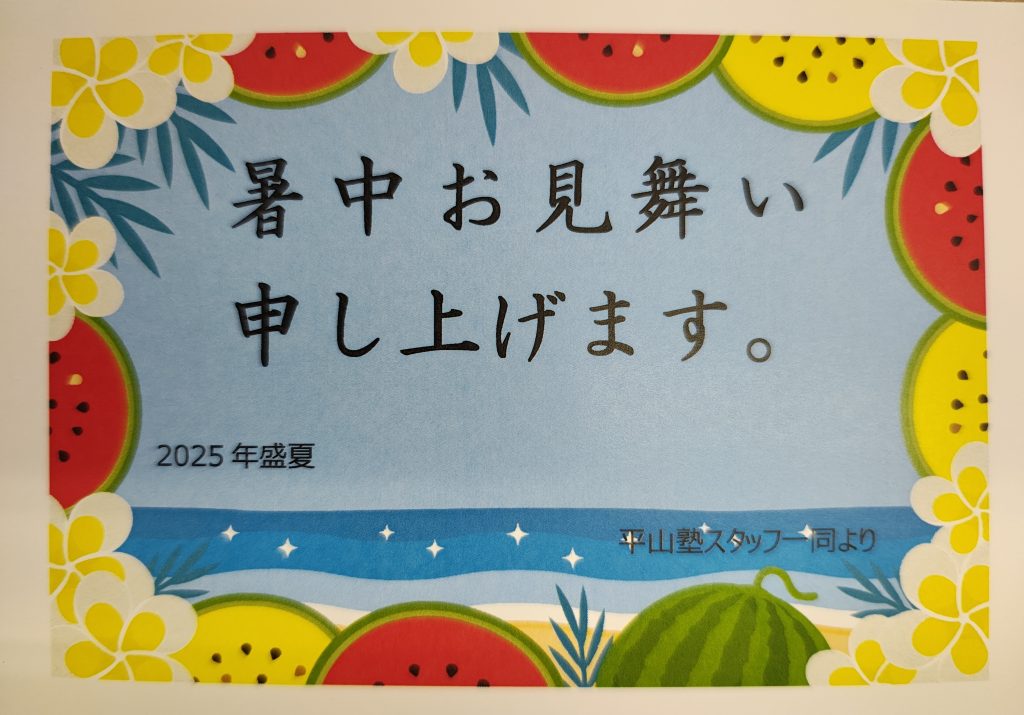 暑中お見舞い
申し上げます。
2025年盛夏
平山塾スタッフ一同より